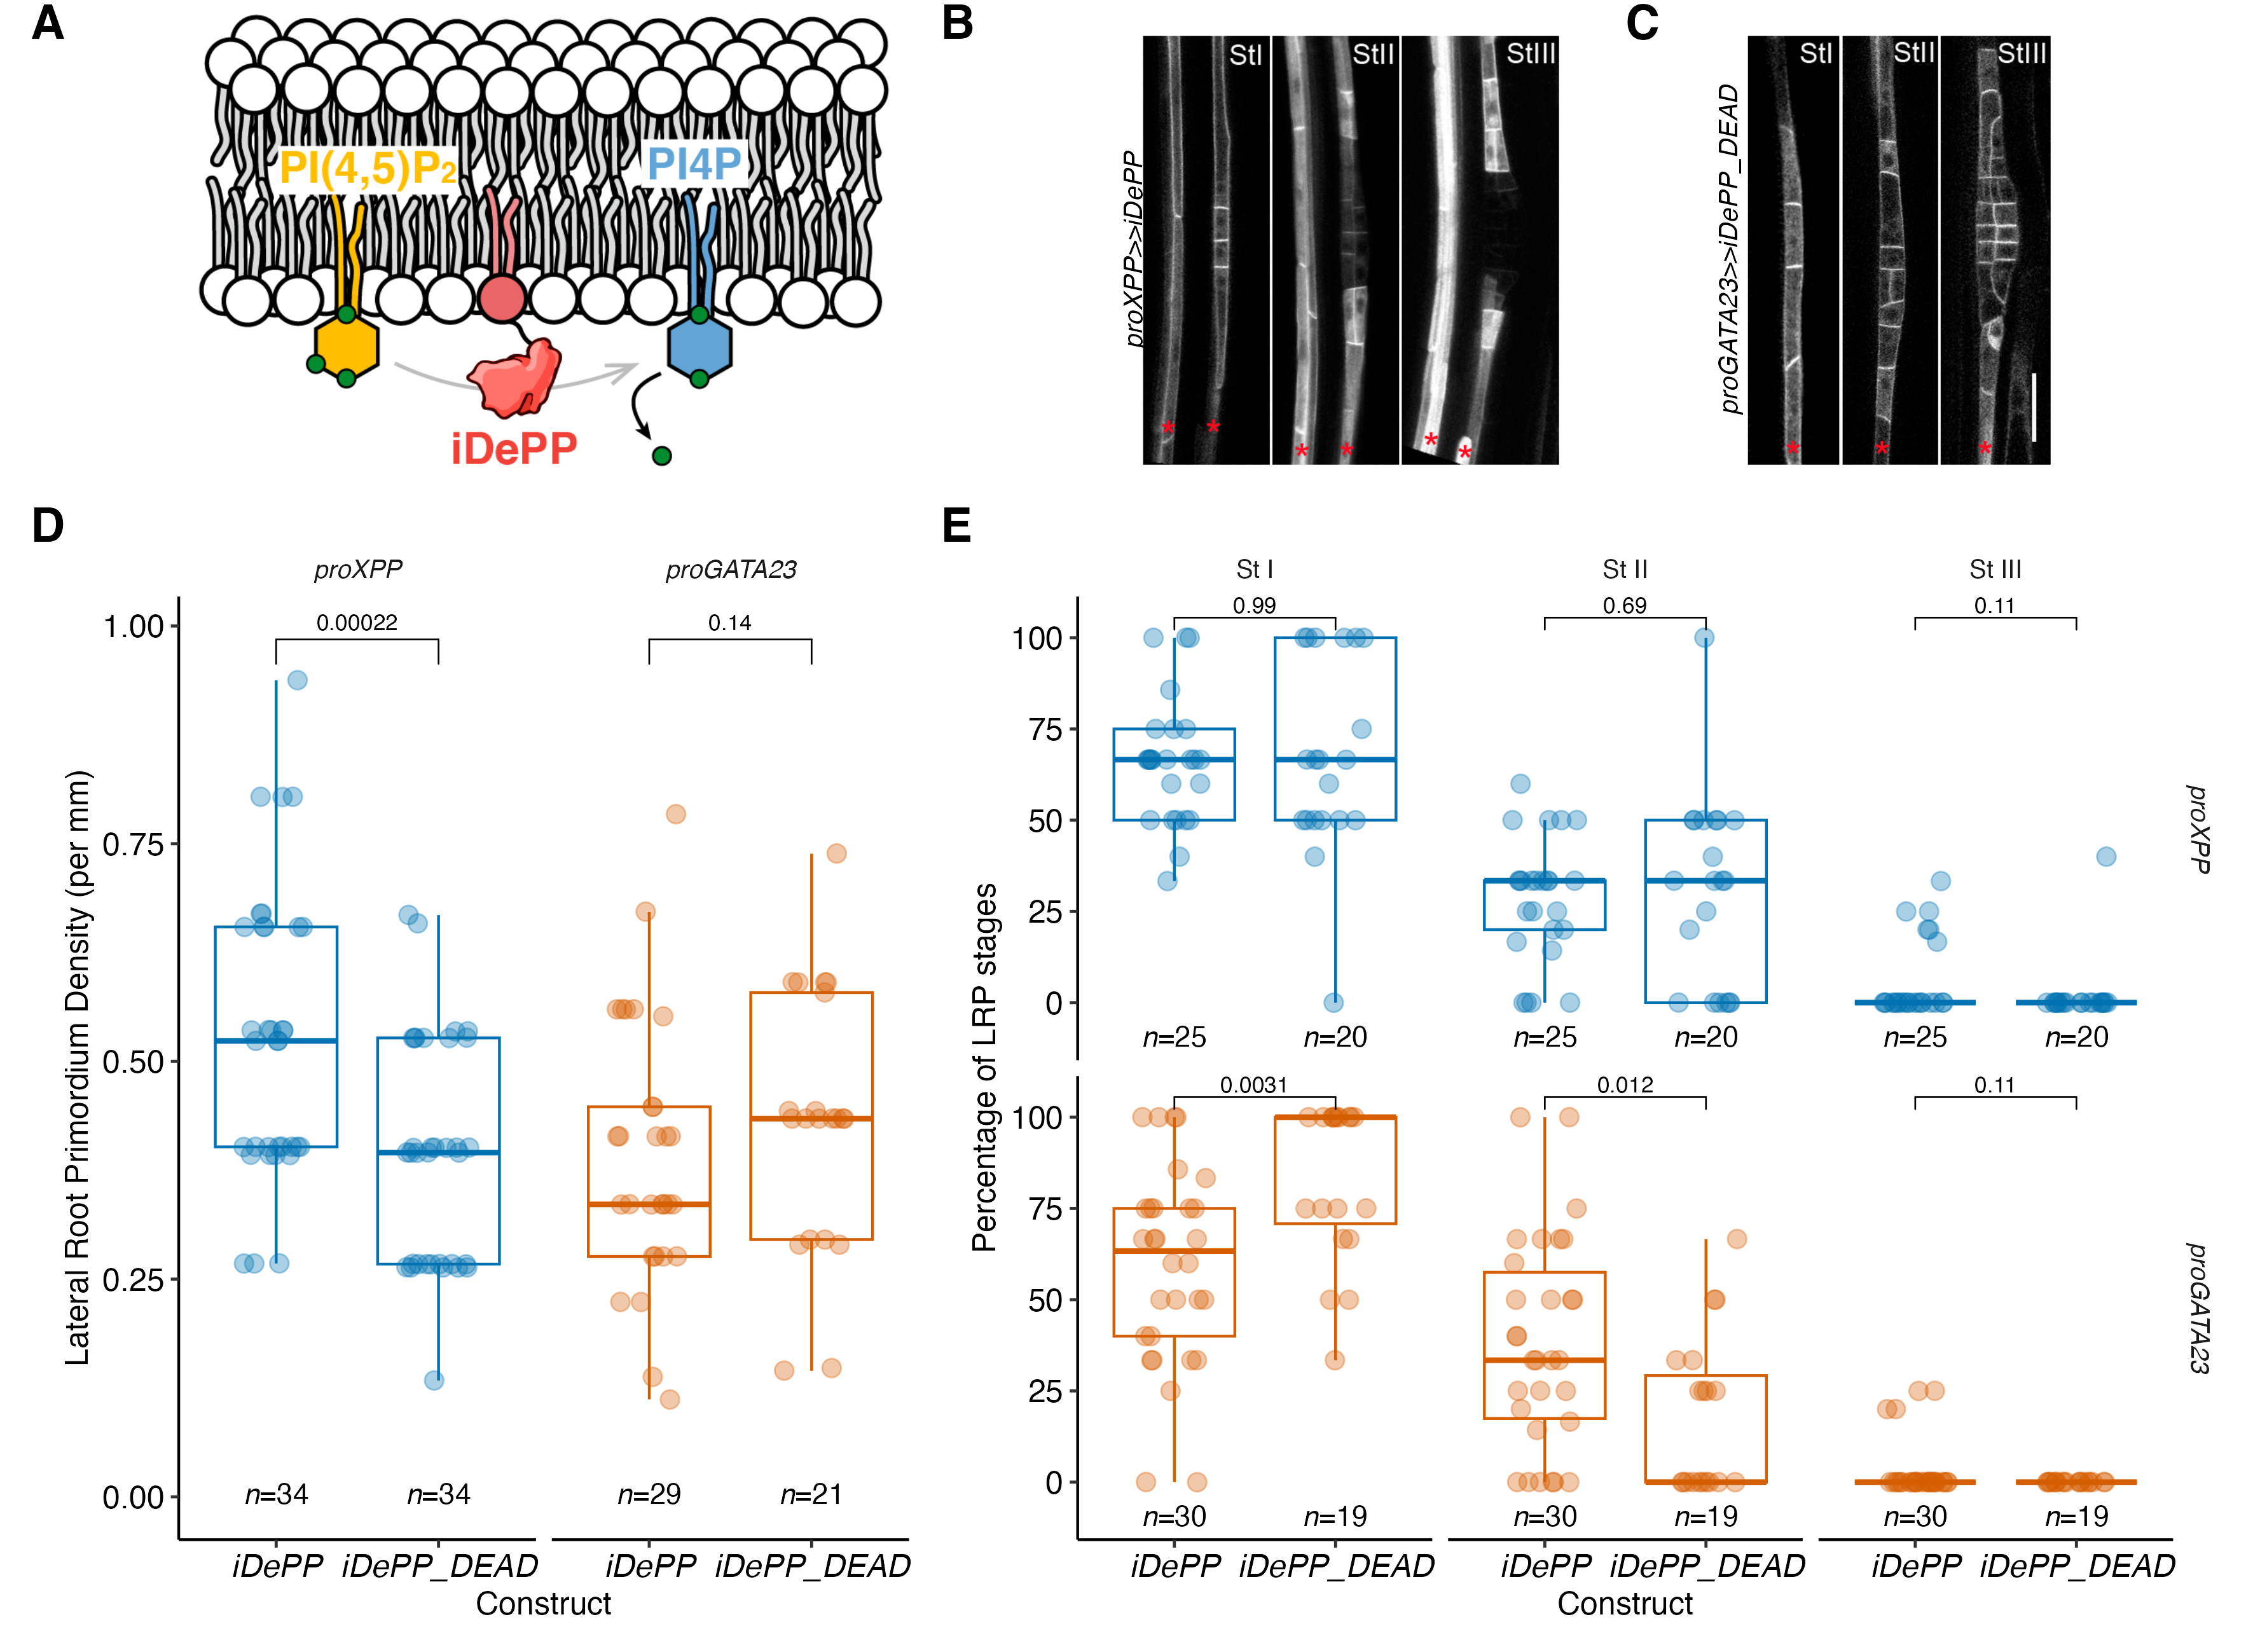 A
PI(4,5)P2
PI4P
iDePP
B
proXPP>>iDePP
StI
StII
StIII
*
*
*
*
*
*
C
proGATA23>>iDePP_DEAD
StI
StII
StIII
*
*
*
D
proXPP
proGATA23
Lateral Root Primordium Density (per mm)
1.00
0.75
0.50
0.25
0.00
0.00022
0.14
n=34
n=34
n=29
n=21
iDePP
iDePP_DEAD
iDePP
iDePP_DEAD
Construct
E
St I
St II
St III
Percentage of LRP stages
0.99
0.69
0.11
100
75
50
25
0
n=25
n=20
n=25
n=20
n=25
n=20
proXPP
0.0031
0.012
0.11
100
75
50
25
0
n=30
n=19
n=30
n=19
n=30
n=19
proGATA23
iDePP
iDePP_DEAD
iDePP
iDePP_DEAD
iDePP
iDePP_DEAD
Construct